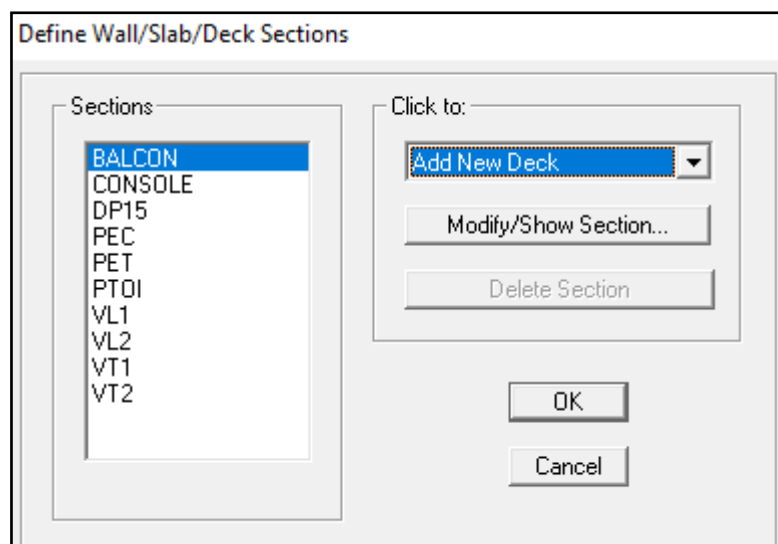 Define Wall/Slab/Deck Sections
Sections
BALCON
CONSOLE
DP15
PEC
PET
PTOI
VL1
VL2
VT1
VT2
Click to:
Add New Deck
Modify/Show Section...
Delete Section
OK
Cancel